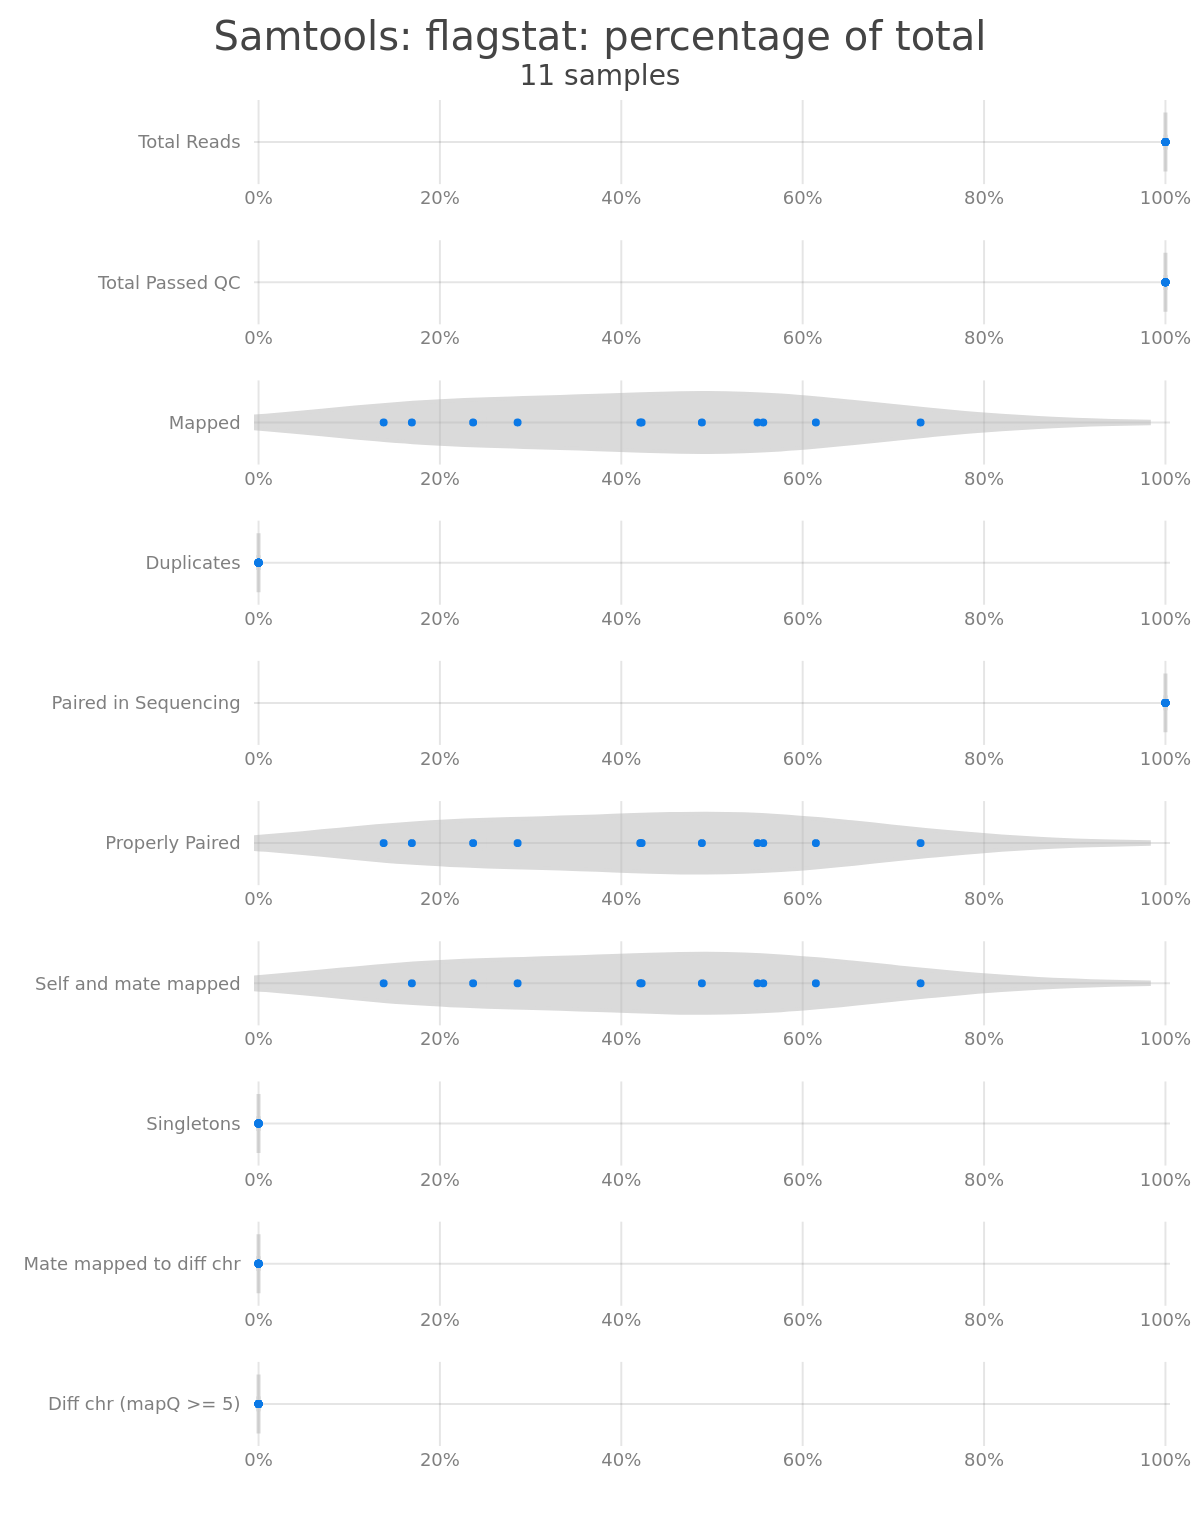 Samtools: flagstat: percentage of total
11 samples
Total Reads
0% 20% 40% 60% 80% 100%
Total Passed QC
0% 20% 40% 60% 80% 100%
Mapped
0% 20% 40% 60% 80% 100%
Duplicates
0% 20% 40% 60% 80% 100%
Paired in Sequencing
0% 20% 40% 60% 80% 100%
Properly Paired
0% 20% 40% 60% 80% 100%
Self and mate mapped
0% 20% 40% 60% 80% 100%
Singletons
0% 20% 40% 60% 80% 100%
Mate mapped to diff chr
0% 20% 40% 60% 80% 100%
Diff chr (mapQ >= 5)
0% 20% 40% 60% 80% 100%